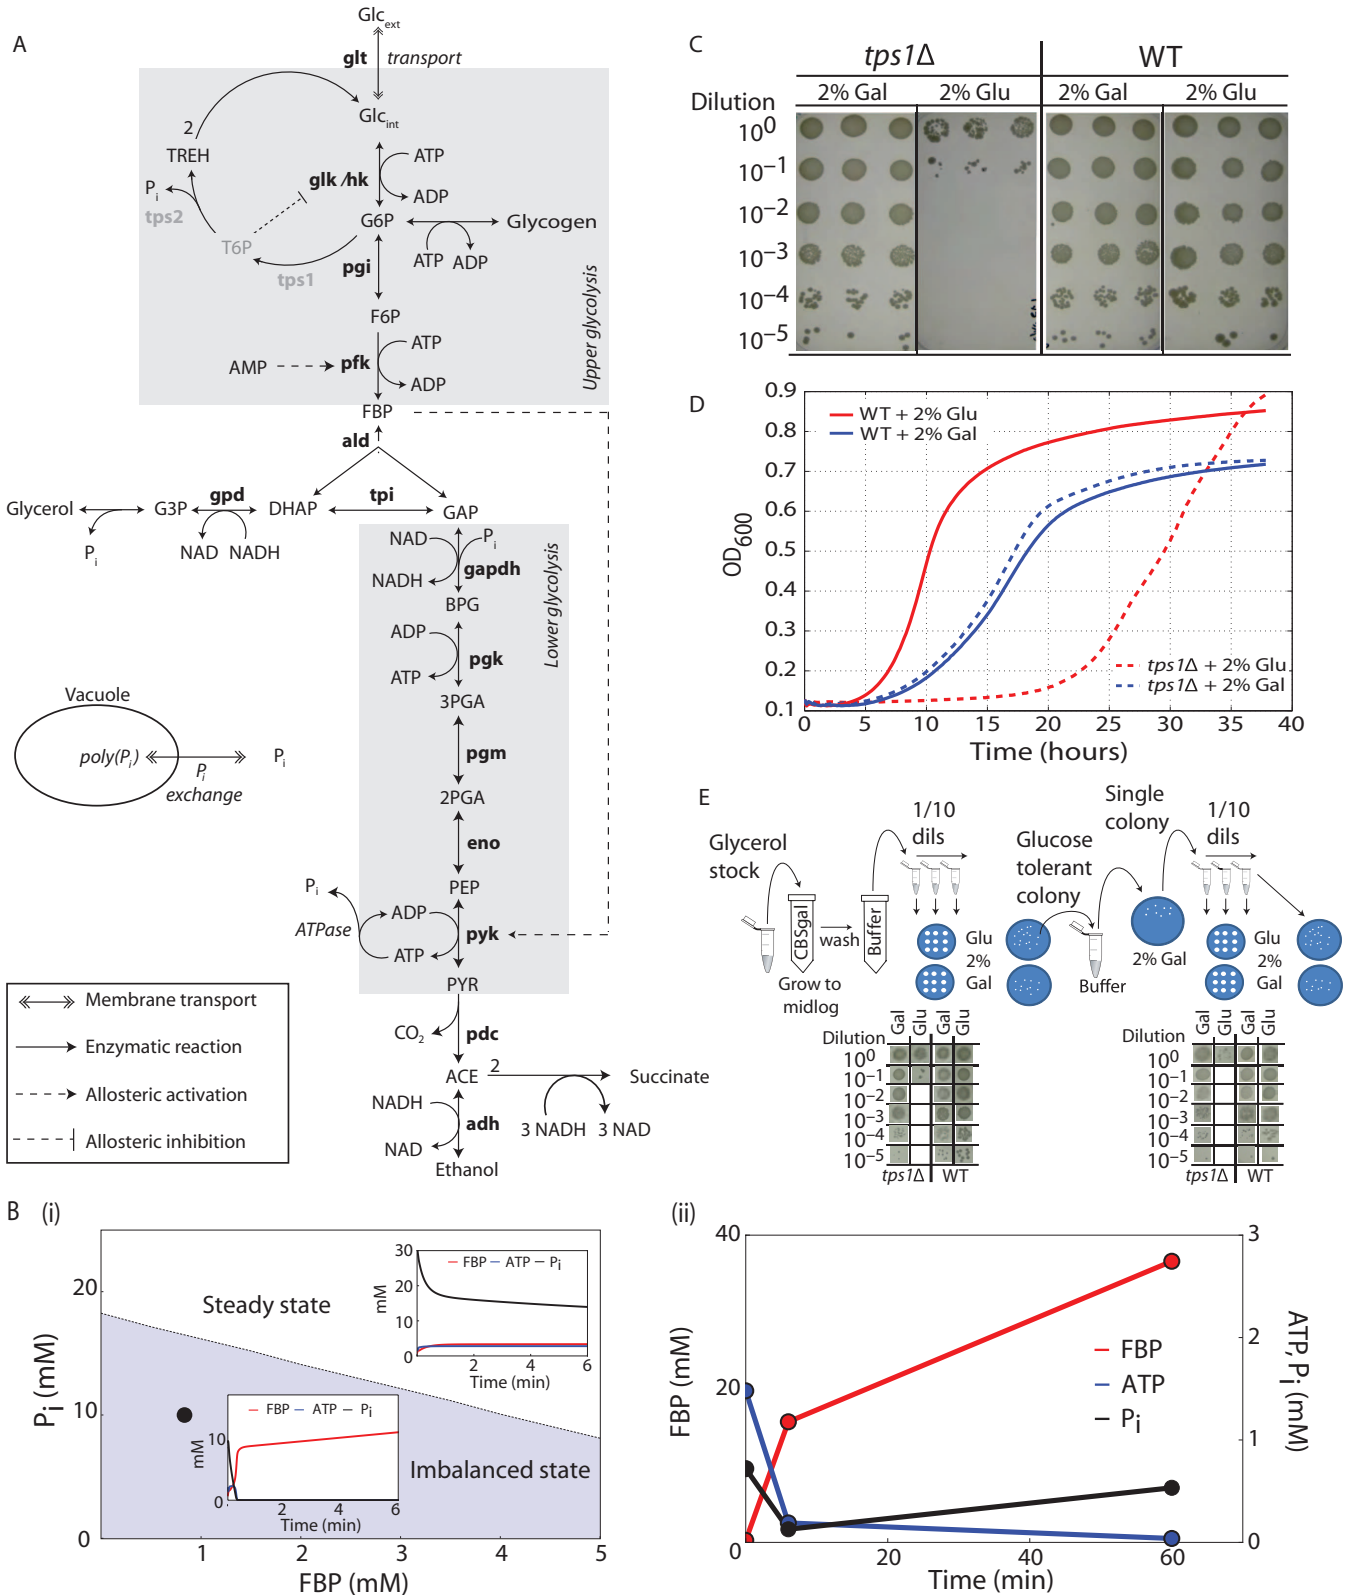 A
Glc_ext
glt transport
Glc_int
2
TREH
ATP
glk /hk
P_i
ADP
tps2
G6P
Glycogen
T6P
ATP ADP
tps1
pgi
F6P
Upper glycolysis
ATP
AMP
pfk
ADP
FBP
ald
gpd
tpi
Glycerol
G3P
DHAP
GAP
P_i
NAD NADH
NAD
P_i
gapdh
NADH
BPG
Lower glycolysis
ADP
pgk
ATP
3PGA
Vacuole
poly(P_i)
P_i
P_i
exchange
pgm
2PGA
eno
PEP
P_i
ADP
ATPase
pyk
ATP
PYR
CO_2
pdc
ACE
2
Succinate
NADH
adh
3 NADH 3 NAD
NAD
Ethanol
Membrane transport
Enzymatic reaction
Allosteric activation
Allosteric inhibition
B (i)
P_i (mM)
20
10
0
Steady state
Imbalanced state
30
20
10
0
mM
FBP ATP P_i
2 4 6
Time (min)
10
0
mM
FBP ATP P_i
2 4 6
Time (min)
1 2 3 4 5
FBP (mM)
(ii)
40
20
0
FBP (mM)
FBP
ATP
P_i
3
2
1
0
ATP, P_i (mM)
20 40 60
Time (min)
C
tps1Δ WT
2% Gal 2% Glu 2% Gal 2% Glu
Dilution
10^0
10^−1
10^−2
10^−3
10^−4
10^−5
D
OD_600
0.9
0.8
0.7
0.6
0.5
0.4
0.3
0.2
0.1
WT + 2% Glu
WT + 2% Gal
tps1Δ + 2% Glu
tps1Δ + 2% Gal
0 5 10 15 20 25 30 35 40
Time (hours)
E
Glycerol
stock
CBSgal
wash
Buffer
Grow to
midlog
1/10
dils
Glu
2%
Gal
Glucose
tolerant
colony
Buffer
Single
colony
2% Gal
1/10
dils
Glu
2%
Gal
Gal Glu Gal Glu
Dilution
10^0
10^−1
10^−2
10^−3
10^−4
10^−5
tps1Δ WT
Gal Glu Gal Glu
Dilution
10^0
10^−1
10^−2
10^−3
10^−4
10^−5
tps1Δ WT